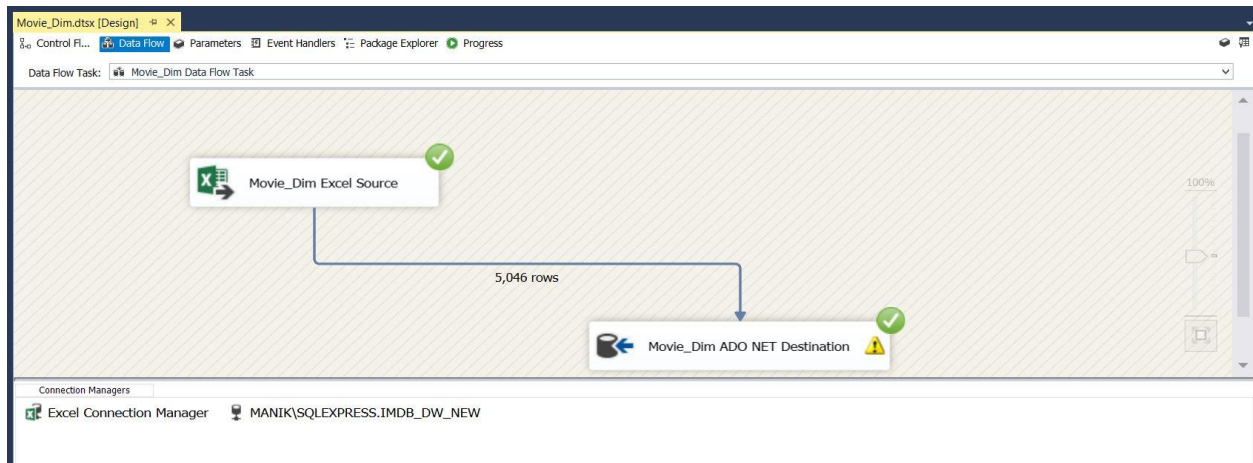 Movie_Dim.dtsx [Design]
Control Fl... Data Flow Parameters Event Handlers Package Explorer Progress
Data Flow Task: Movie_Dim Data Flow Task
Movie_Dim Excel Source
100%
5,046 rows
Movie_Dim ADO NET Destination
Connection Managers
Excel Connection Manager MANIK\SQLEXPRESS.IMDB_DW_NEW